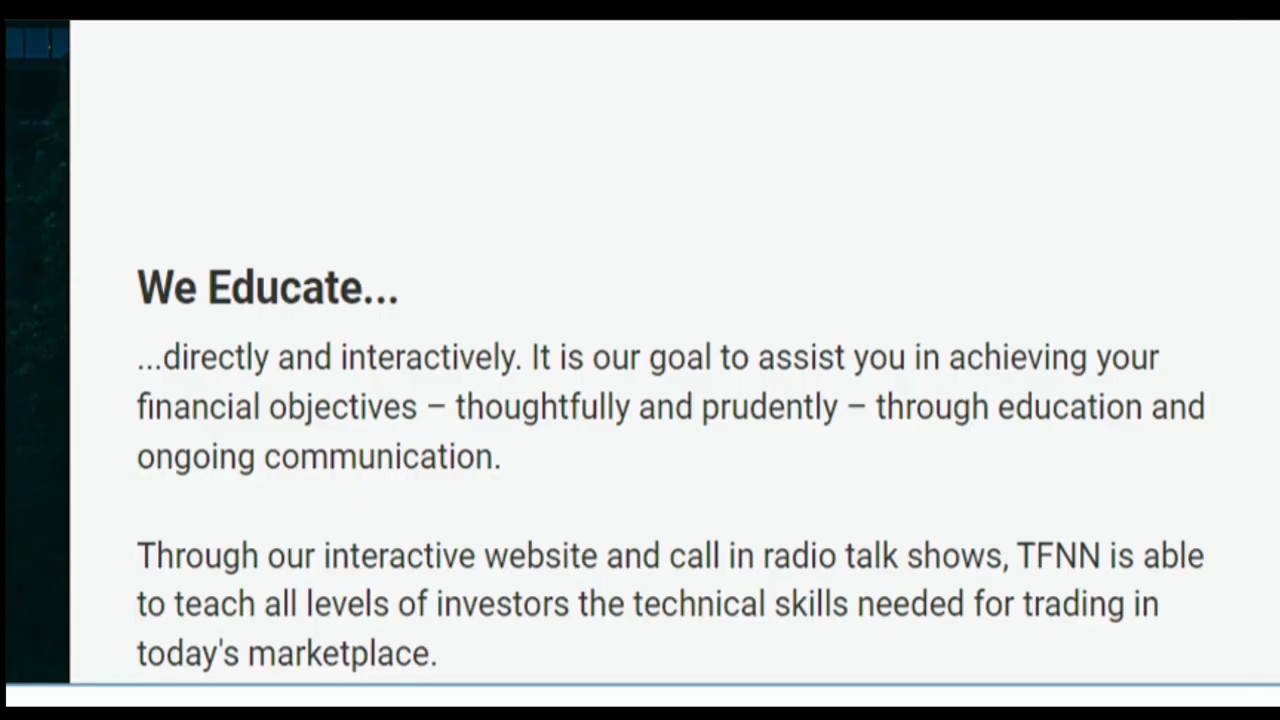 We Educate...
...directly and interactively. It is our goal to assist you in achieving your
financial objectives – thoughtfully and prudently – through education and
ongoing communication.
Through our interactive website and call in radio talk shows, TFNN is able
to teach all levels of investors the technical skills needed for trading in
today's marketplace.